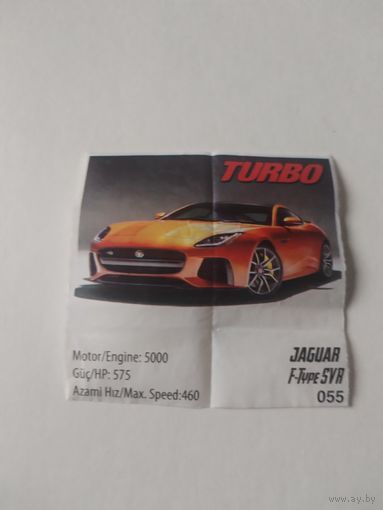 TURBO
Motor/Engine: 5000
Güç/HP: 575
Azami Hız/Max. Speed:460
JAGUAR
F-TYPE SVR
055
www.ay.by